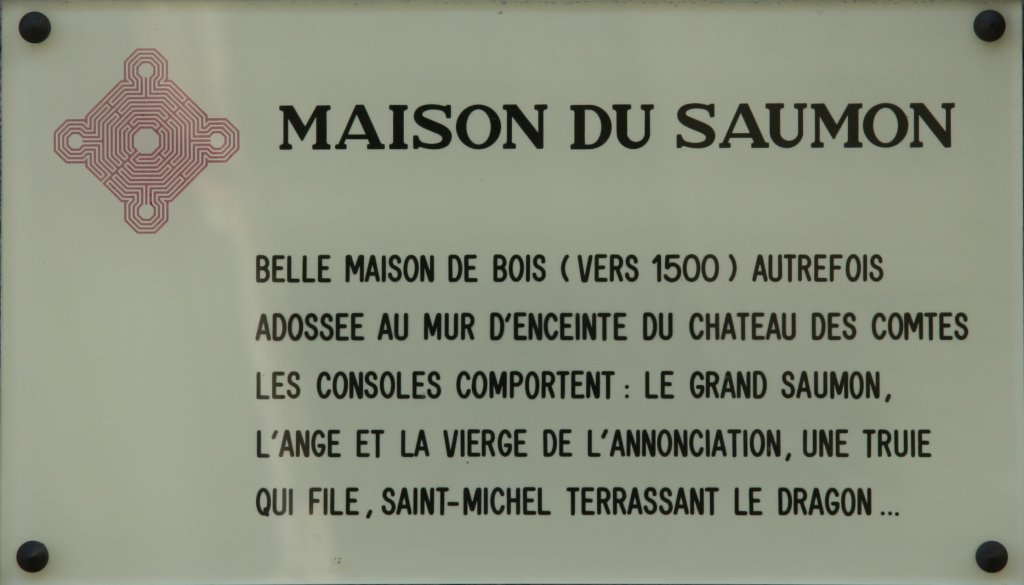 MAISON DU SAUMON
BELLE MAISON DE BOIS (VERS 1500) AUTREFOIS
ADOSSEE AU MUR D'ENCEINTE DU CHATEAU DES COMTES
LES CONSOLES COMPORTENT : LE GRAND SAUMON,
L'ANGE ET LA VIERGE DE L'ANNONCIATION, UNE TRUIE
QUI FILE, SAINT-MICHEL TERRASSANT LE DRAGON...